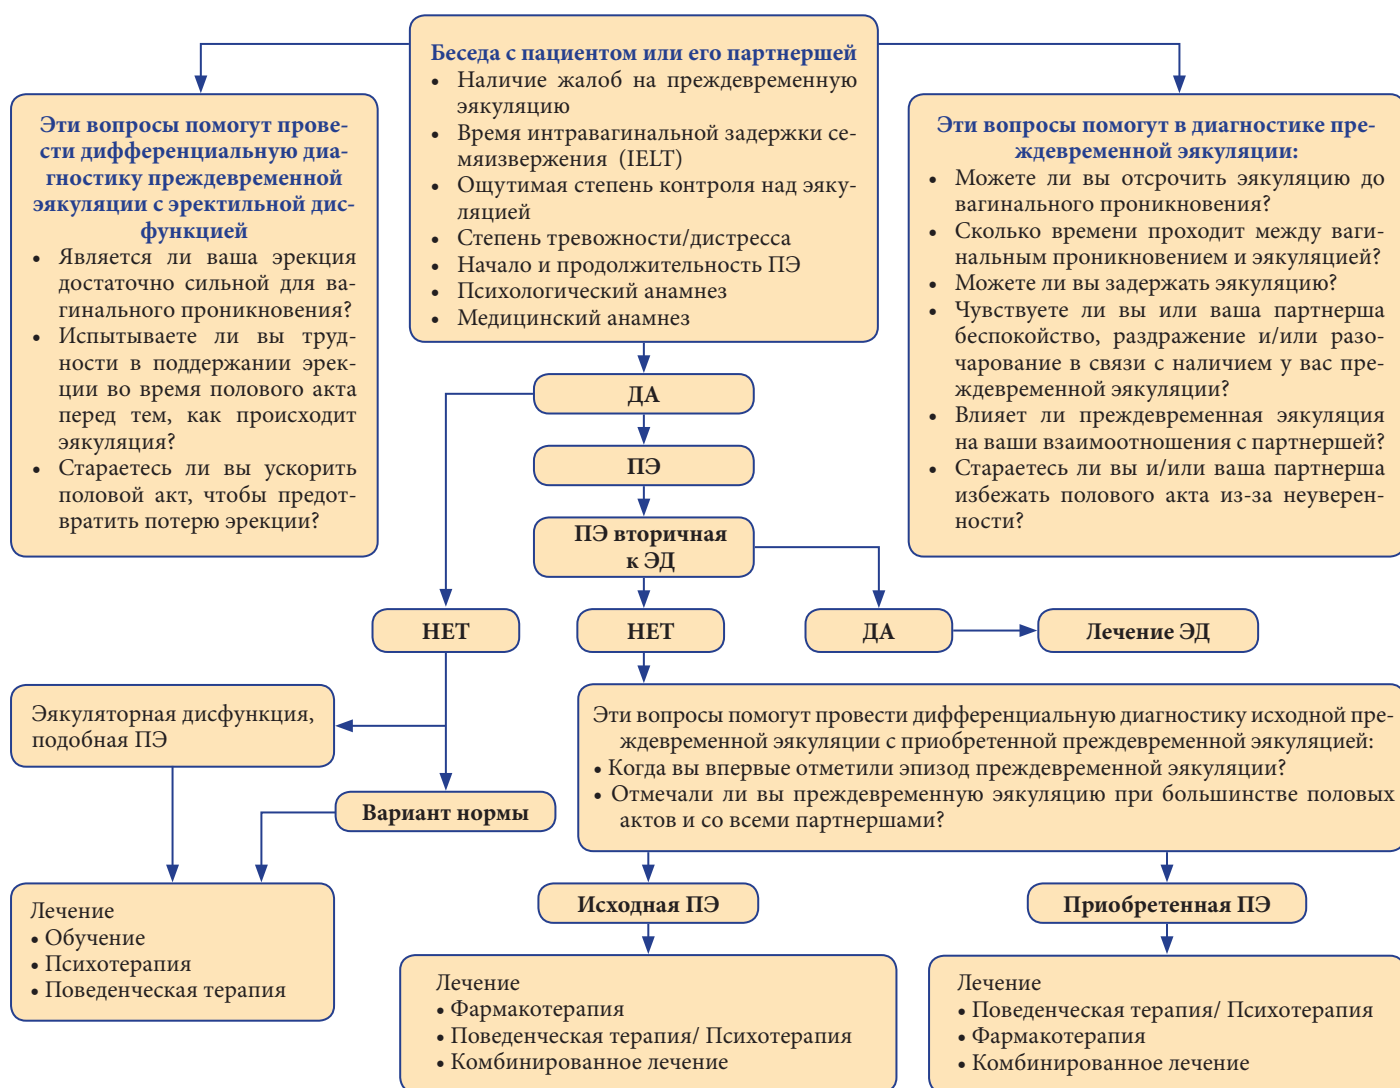 Беседа с пациентом или его партнершей
• Наличие жалоб на преждевременную
эякуляцию
• Время интравагинальной задержки се-
мяизвержения (IELT)
• Ощутимая степень контроля над эяку-
ляцией
• Степень тревожности/дистресса
• Начало и продолжительность ПЭ
• Психологический анамнез
• Медицинский анамнез
Эти вопросы помогут прове-
сти дифференциальную диа-
гностику преждевременной
эякуляции с эректильной дис-
функцией
• Является ли ваша эрекция
достаточно сильной для ва-
гинального проникновения?
• Испытываете ли вы труд-
ности в поддержании эрек-
ции во время полового акта
перед тем, как происходит
эякуляция?
• Стараетесь ли вы ускорить
половой акт, чтобы предот-
вратить потерю эрекции?
Эти вопросы помогут в диагностике пре-
ждевременной эякуляции:
• Можете ли вы отсрочить эякуляцию до
вагинального проникновения?
• Сколько времени проходит между ваги-
нальным проникновением и эякуляцией?
• Можете ли вы задержать эякуляцию?
• Чувствуете ли вы или ваша партнерша
беспокойство, раздражение и/или разо-
чарование в связи с наличием у вас пре-
ждевременной эякуляции?
• Влияет ли преждевременная эякуляция
на ваши взаимоотношения с партнершей?
• Стараетесь ли вы и/или ваша партнерша
избежать полового акта из-за неуверен-
ности?
ДА
ПЭ
ПЭ вторичная
к ЭД
НЕТ
НЕТ
ДА
Лечение ЭД
Эякуляторная дисфункция,
подобная ПЭ
Вариант нормы
Эти вопросы помогут провести дифференциальную диагностику исходной пре-
ждевременной эякуляции с приобретенной преждевременной эякуляцией:
• Когда вы впервые отметили эпизод преждевременной эякуляции?
• Отмечали ли вы преждевременную эякуляцию при большинстве половых
актов и со всеми партнершами?
Лечение
• Обучение
• Психотерапия
• Поведенческая терапия
Исходная ПЭ
Приобретенная ПЭ
Лечение
• Фармакотерапия
• Поведенческая терапия/ Психотерапия
• Комбинированное лечение
Лечение
• Поведенческая терапия/ Психотерапия
• Фармакотерапия
• Комбинированное лечение